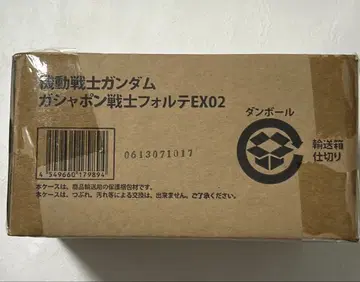 機動戦士ガンダム
ガシャポン戦士フォルテEX02
ダンボール
輸送箱
仕切り
0613071017
4 549660 179894
本ケースは、商品輸送用の保護梱包材です。
本ケースにつぶれ、汚れ等による交換は、出来ません。ご了承ください。